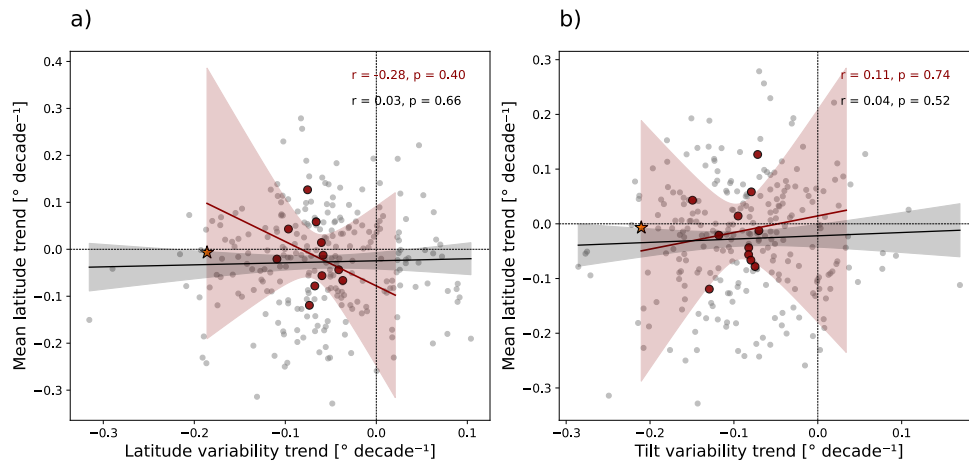 a)
b)
r = -0.28, p = 0.40
r = 0.03, p = 0.66
r = 0.11, p = 0.74
r = 0.04, p = 0.52
Mean latitude trend [° decade⁻¹]
0.4
0.3
0.2
0.1
0.0
−0.1
−0.2
−0.3
−0.3
−0.2
−0.1
0.0
0.1
Latitude variability trend [° decade⁻¹]
Mean latitude trend [° decade⁻¹]
0.3
0.2
0.1
0.0
−0.1
−0.2
−0.3
−0.3
−0.2
−0.1
0.0
0.1
Tilt variability trend [° decade⁻¹]